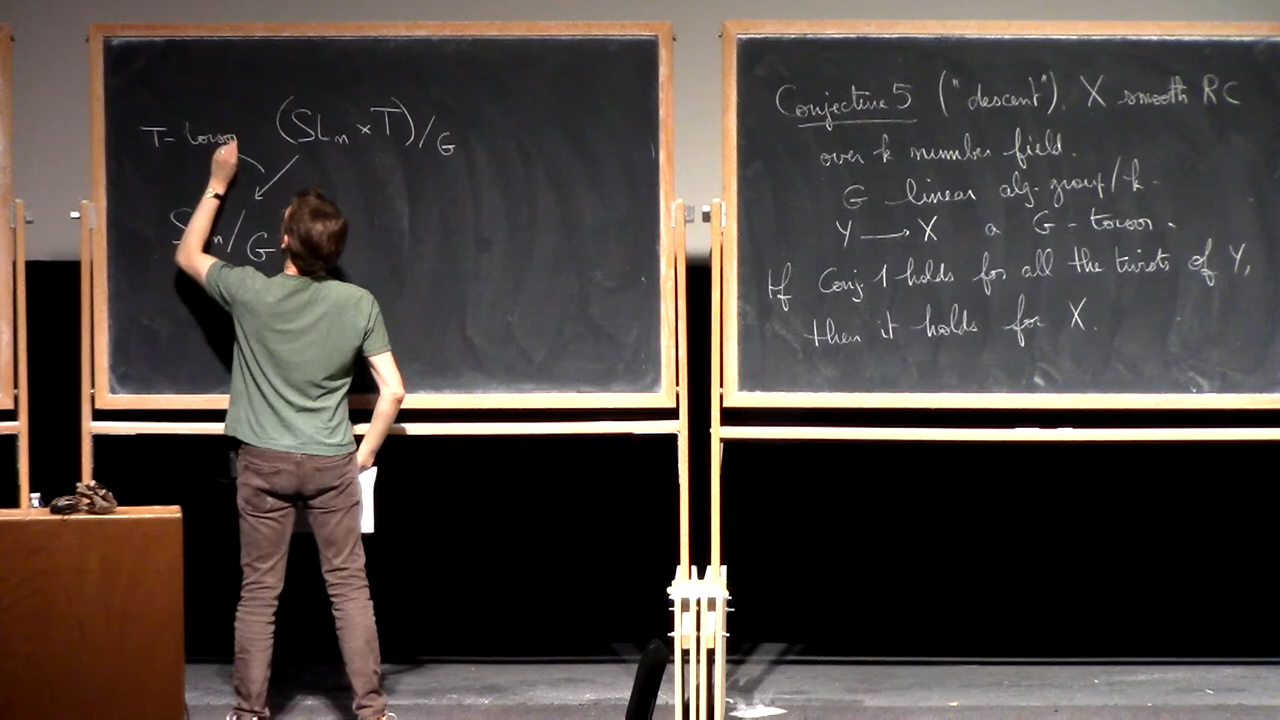 (SLn × T)/G
T-torsor
/G
Conjecture 5 ("descent"). X smooth RC
over k number field.
G linear alg. group/k.
Y → X a G-torsor.
If Conj 1 holds for all the twists of Y,
then it holds for X.